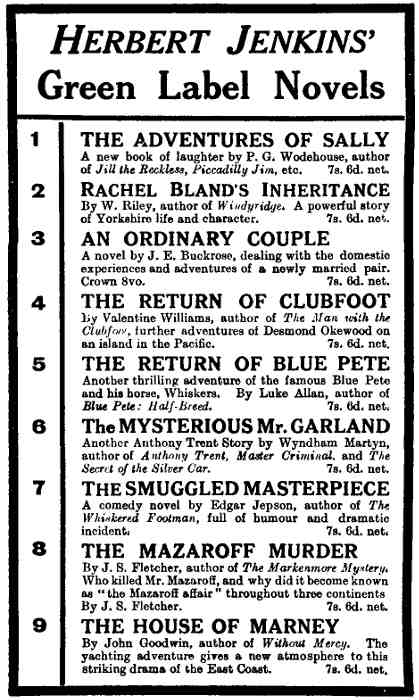 HERBERT JENKINS'
Green Label Novels
1 THE ADVENTURES OF SALLY
A new book of laughter by P. G. Wodehouse, author
of Jill the Reckless, Piccadilly Jim, etc. 7s. 6d. net.
2 RACHEL BLAND'S INHERITANCE
By W. Riley, author of Windyridge. A powerful story
of Yorkshire life and character. 7s. 6d. net.
3 AN ORDINARY COUPLE
A novel by J. E. Buckrose, dealing with the domestic
experiences and adventures of a newly married pair.
Crown 8vo. 7s. 6d. net.
4 THE RETURN OF CLUBFOOT
By Valentine Williams, author of The Man with the
Clubfoot, further adventures of Desmond Okewood on
an island in the Pacific. 7s. 6d. net.
5 THE RETURN OF BLUE PETE
Another thrilling adventure of the famous Blue Pete
and his horse, Whiskers. By Luke Allan, author of
Blue Pete: Half-Breed. 7s. 6d. net.
6 The MYSTERIOUS Mr. GARLAND
Another Anthony Trent Story by Wyndham Martyn,
author of Anthony Trent, Master Criminal, and The
Secret of the Silver Car. 7s. 6d. net.
7 THE SMUGGLED MASTERPIECE
A comedy novel by Edgar Jepson, author of The
Whiskered Footman, full of humour and dramatic
incident. 7s. 6d. net.
8 THE MAZAROFF MURDER
By J. S. Fletcher, author of The Markenmore Mystery.
Who killed Mr. Mazaroff, and why did it become known
as "the Mazaroff affair" throughout three continents
By J. S. Fletcher. 7s. 6d. net.
9 THE HOUSE OF MARNEY
By John Goodwin, author of Without Mercy. The
yachting adventure gives a new atmosphere to this
striking drama of the East Coast. 7s. 6d. net.